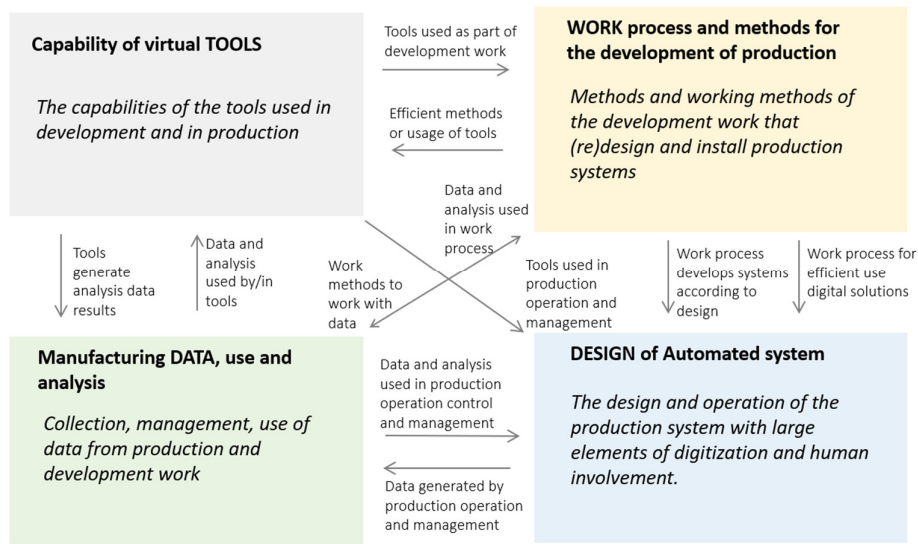 Capability of virtual TOOLS
The capabilities of the tools used in
development and in production
Tools used as part of
development work
Efficient methods
or usage of tools
WORK process and methods for
the development of production
Methods and working methods of
the development work that
(re)design and install production
systems
Tools
generate
analysis data
results
Data and
analysis
used by/in
tools
Work
methods to
work with
data
Data and
analysis used
in work
process
Tools used in
production
operation and
management
Work process
develops systems
according to
design
Work process for
efficient use
digital solutions
Manufacturing DATA, use and
analysis
Collection, management, use of
data from production and
development work
Data and analysis
used in production
operation control
and management
Data generated by
production operation
and management
DESIGN of Automated system
The design and operation of the
production system with large
elements of digitization and human
involvement.